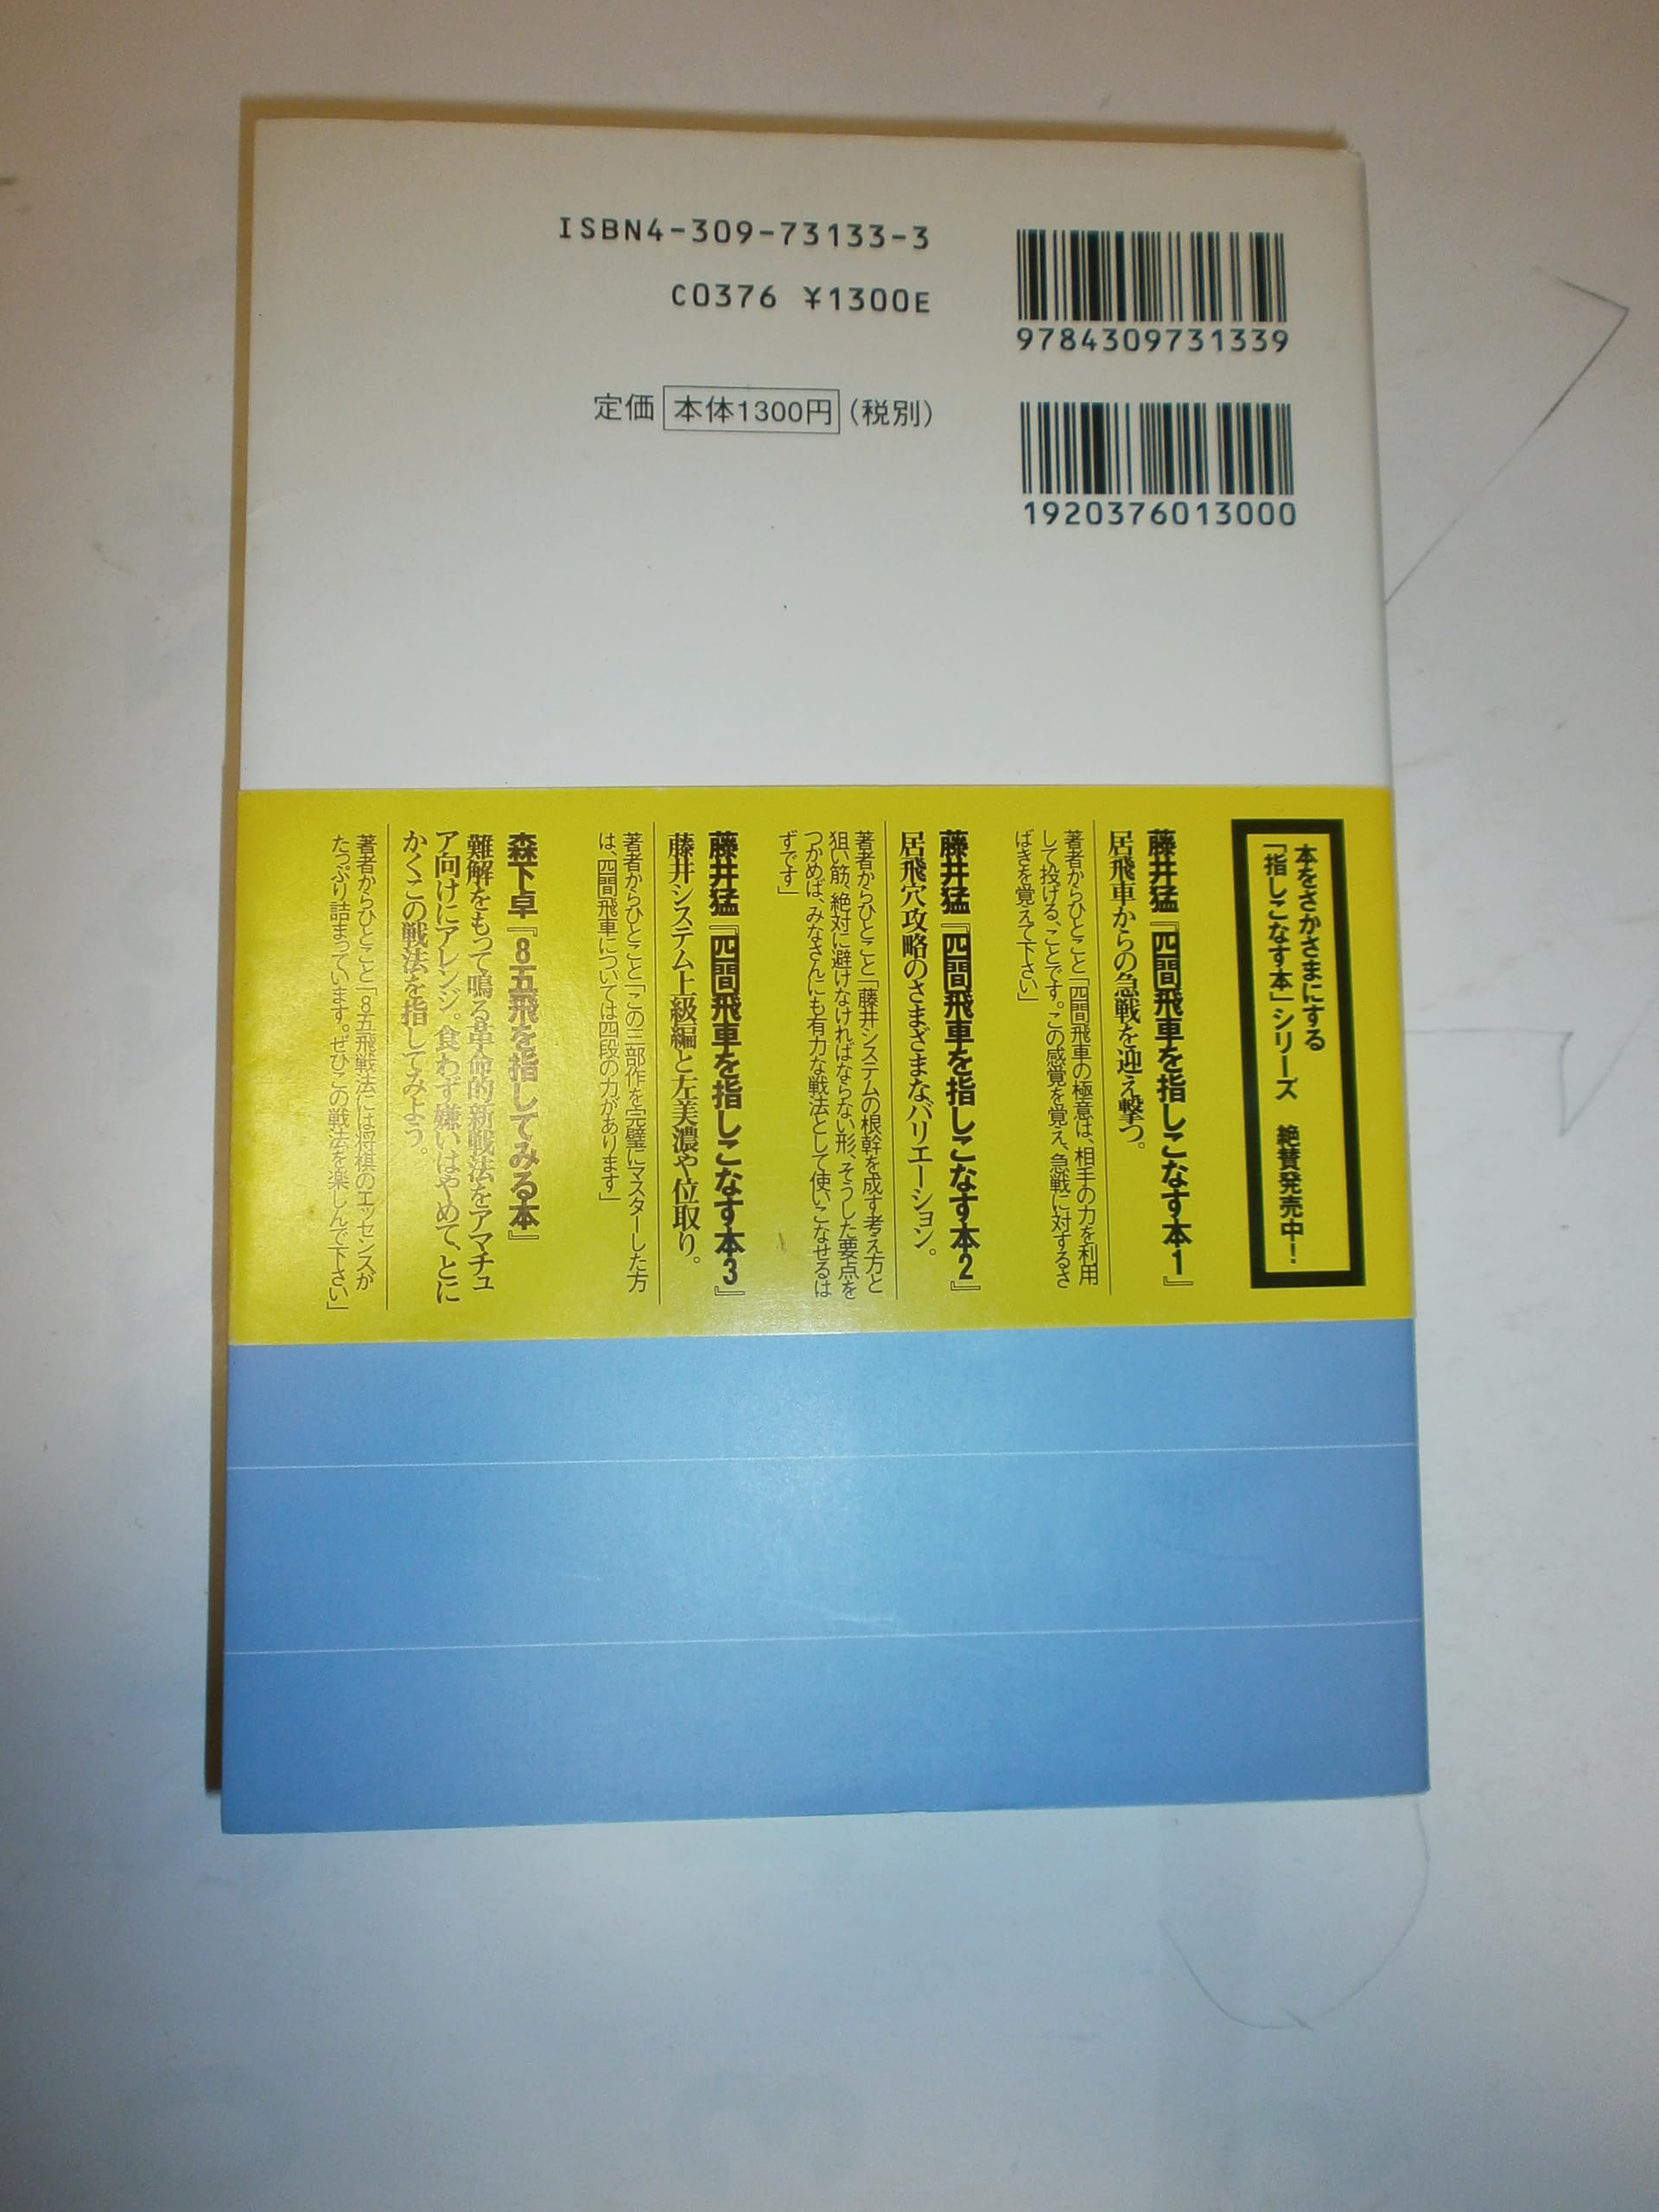 ISBN4-309-73133-3
C0376 ¥1300E
定価 本体1300円 (税別)
9784309731339
1920376013000
本をさかさまにする
「指しこなす本」シリーズ 絶賛発売中!
藤井猛『四間飛車を指しこなす本1』
居飛車からの急戦を迎え撃つ。
著者からひとこと「四間飛車の極意は、相手の力を利用
して投げる、ことです。この感覚を覚え、急戦に対するさ
ばきを覚えて下さい」
藤井猛『四間飛車を指しこなす本2』
居飛穴攻略のさまざまなバリエーション。
著者からひとこと「藤井システムの根幹を成す考え方と
狙い筋、絶対に避けなければならない形、そうした要点を
つかめば、みなさんにも有力な戦法として使いこなせるは
ずです」
藤井猛『四間飛車を指しこなす本3』
藤井システム上級編と左美濃や位取り。
著者からひとこと「この三部作を完璧にマスターした方
は、四間飛車については四段の力があります」
森下卓『8五飛を指してみる本』
難解をもって鳴る革命的新戦法をアマチュ
ア向けにアレンジ。食わず嫌いはやめて、とに
かくこの戦法を指してみよう。
著者からひとこと「8五飛戦法には将棋のエッセンスが
たっぷり詰まっています。ぜひこの戦法を楽しんで下さい」